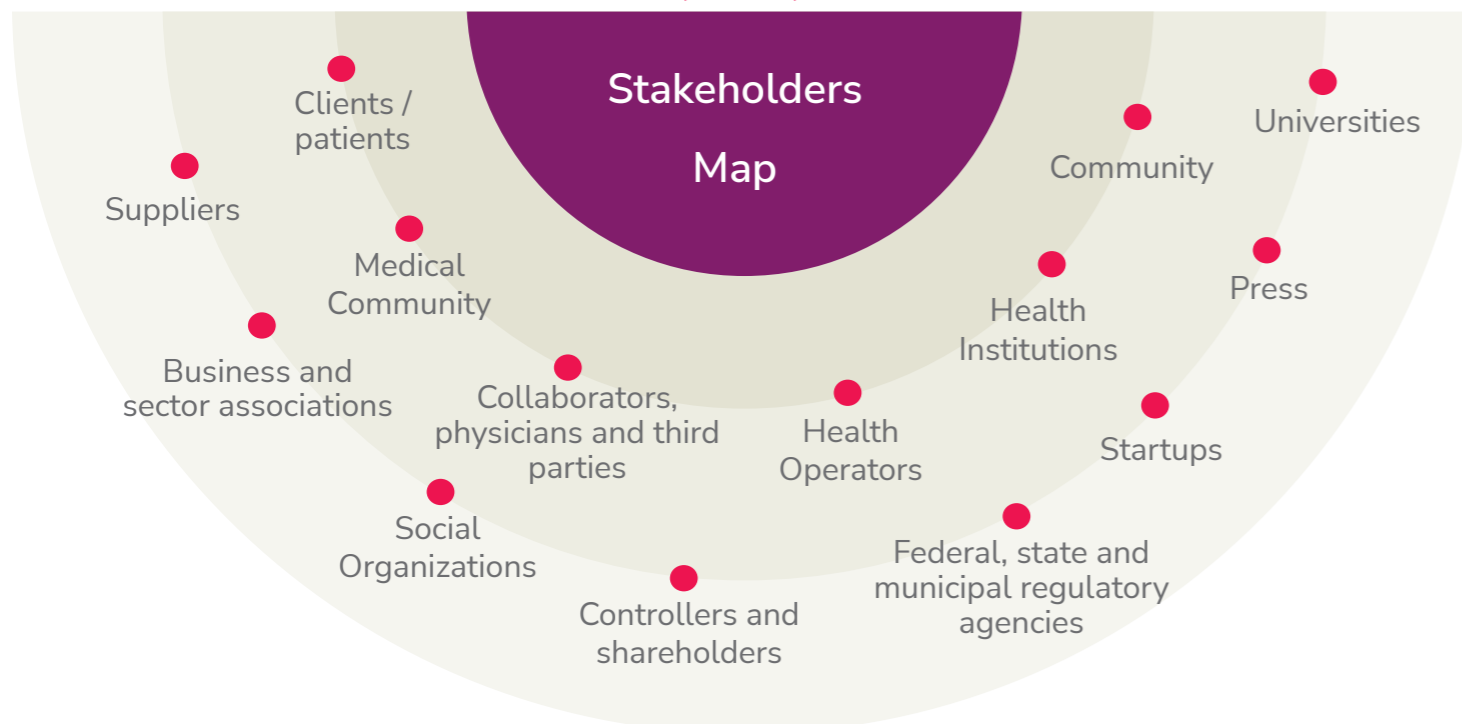 Stakeholders
Map
Clients /
patients
Suppliers
Medical
Community
Business and
sector associations
Collaborators,
physicians and third
parties
Social
Organizations
Controllers and
shareholders
Health
Operators
Federal, state and
municipal regulatory
agencies
Startups
Health
Institutions
Press
Community
Universities